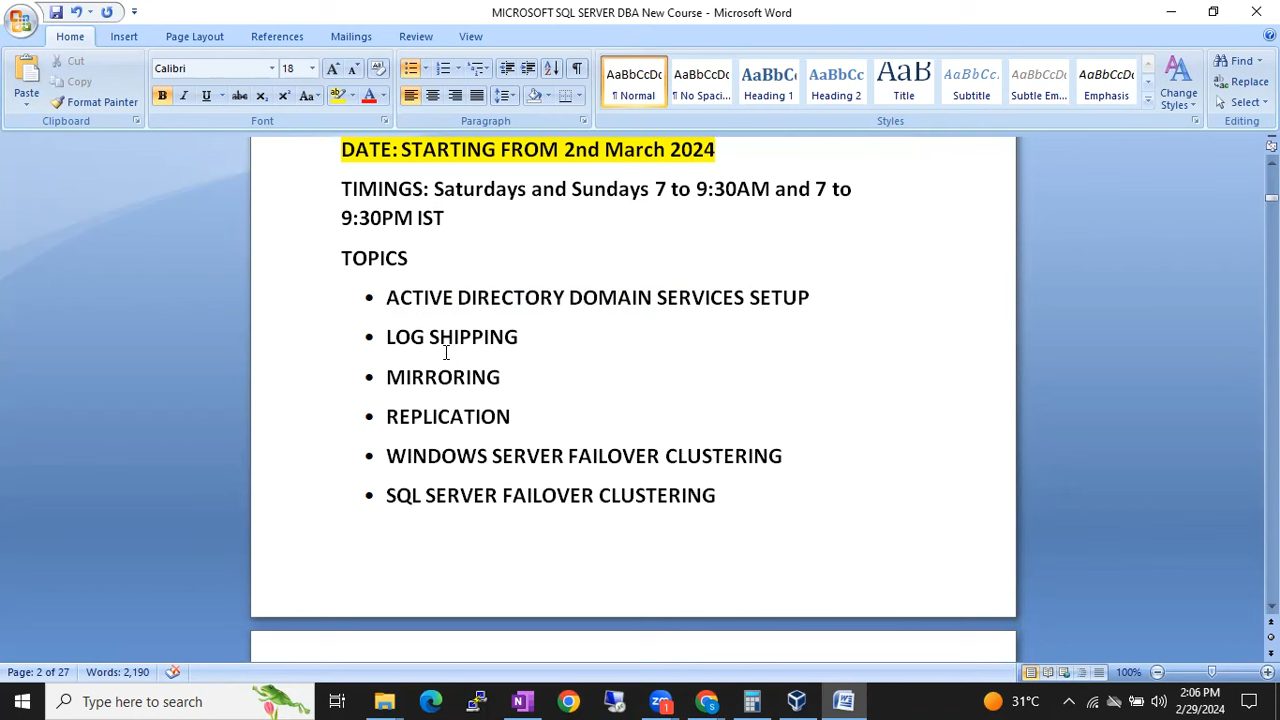 MICROSOFT SQL SERVER DBA New Course - Microsoft Word
Home Insert Page Layout References Mailings Review View
Paste
Cut
Copy
Format Painter
Clipboard
Calibri 18
Font
Paragraph
AaBbCcDc AaBbCcDc AaBbC AaBbCc AaB AaBbCc. AaBbCcDc AaBbCcDc
¶ Normal ¶ No Spaci... Heading 1 Heading 2 Title Subtitle Subtle Em... Emphasis
Change
Styles
Styles
Find
Replace
Select
Editing
DATE: STARTING FROM 2nd March 2024
TIMINGS: Saturdays and Sundays 7 to 9:30AM and 7 to
9:30PM IST
TOPICS
• ACTIVE DIRECTORY DOMAIN SERVICES SETUP
• LOG SHIPPING
• MIRRORING
• REPLICATION
• WINDOWS SERVER FAILOVER CLUSTERING
• SQL SERVER FAILOVER CLUSTERING
Page: 2 of 27 Words: 2,190 100%
Type here to search
31°C
2:06 PM
2/29/2024